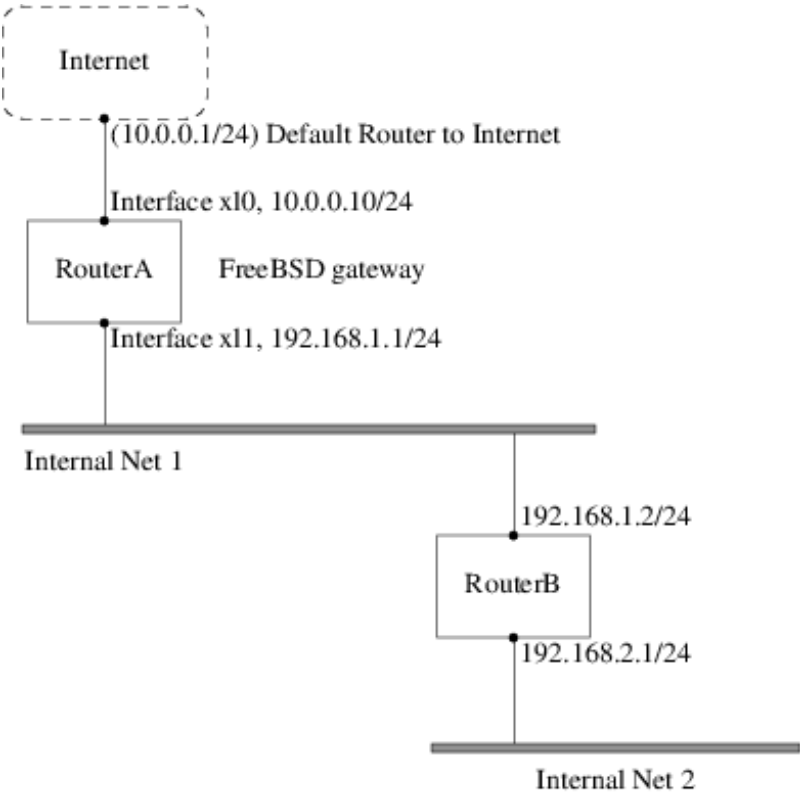 Internet
(10.0.0.1/24) Default Router to Internet
Interface xl0, 10.0.0.10/24
RouterA
FreeBSD gateway
Interface xl1, 192.168.1.1/24
Internal Net 1
192.168.1.2/24
RouterB
192.168.2.1/24
Internal Net 2